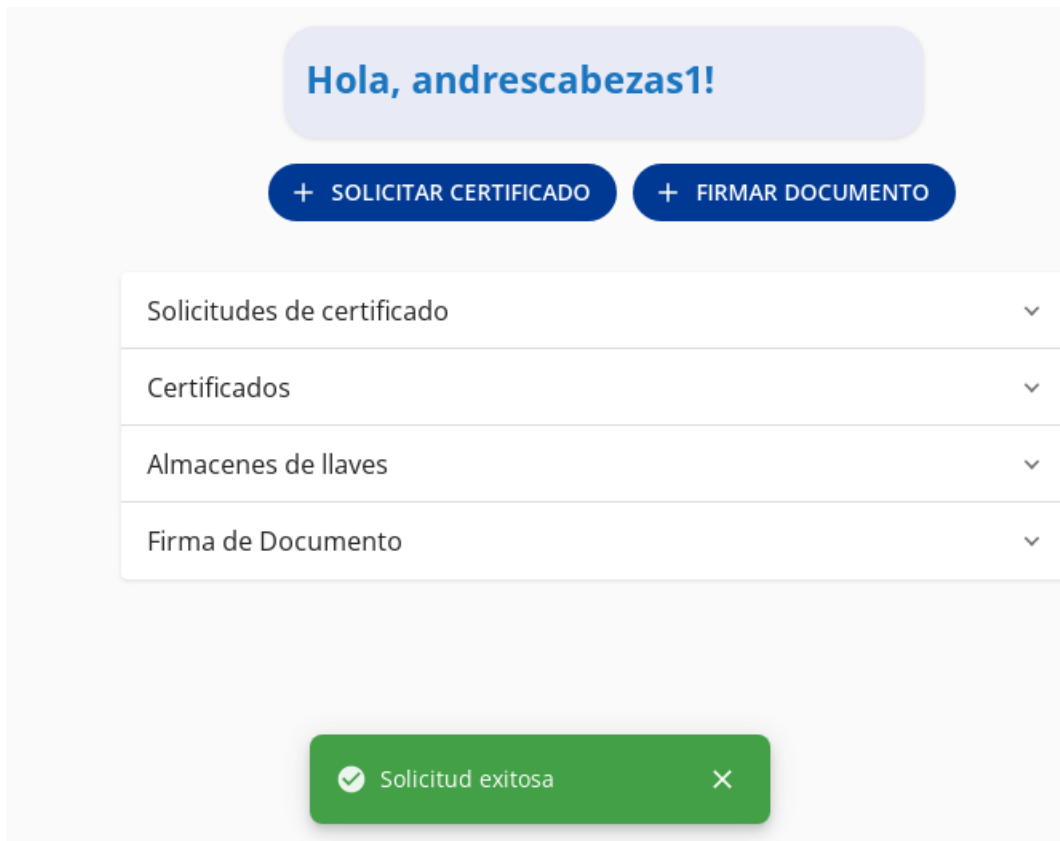 Hola, andrescabezas1!
+ SOLICITAR CERTIFICADO + FIRMAR DOCUMENTO
Solicitudes de certificado
Certificados
Almacenes de llaves
Firma de Documento
Solicitud exitosa